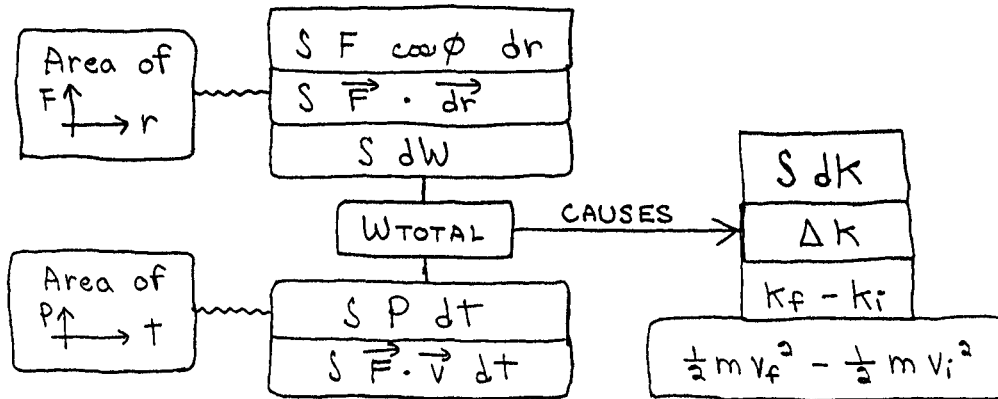 Area of
F
r
∫ F cos φ dr
∫ F⃗ · dr⃗
∫ dW
WTOTAL
CAUSES
∫ dK
Δ K
Kf - Ki
½ m vf² - ½ m vi²
Area of
P
t
∫ P dt
∫ F⃗ · v⃗ dt